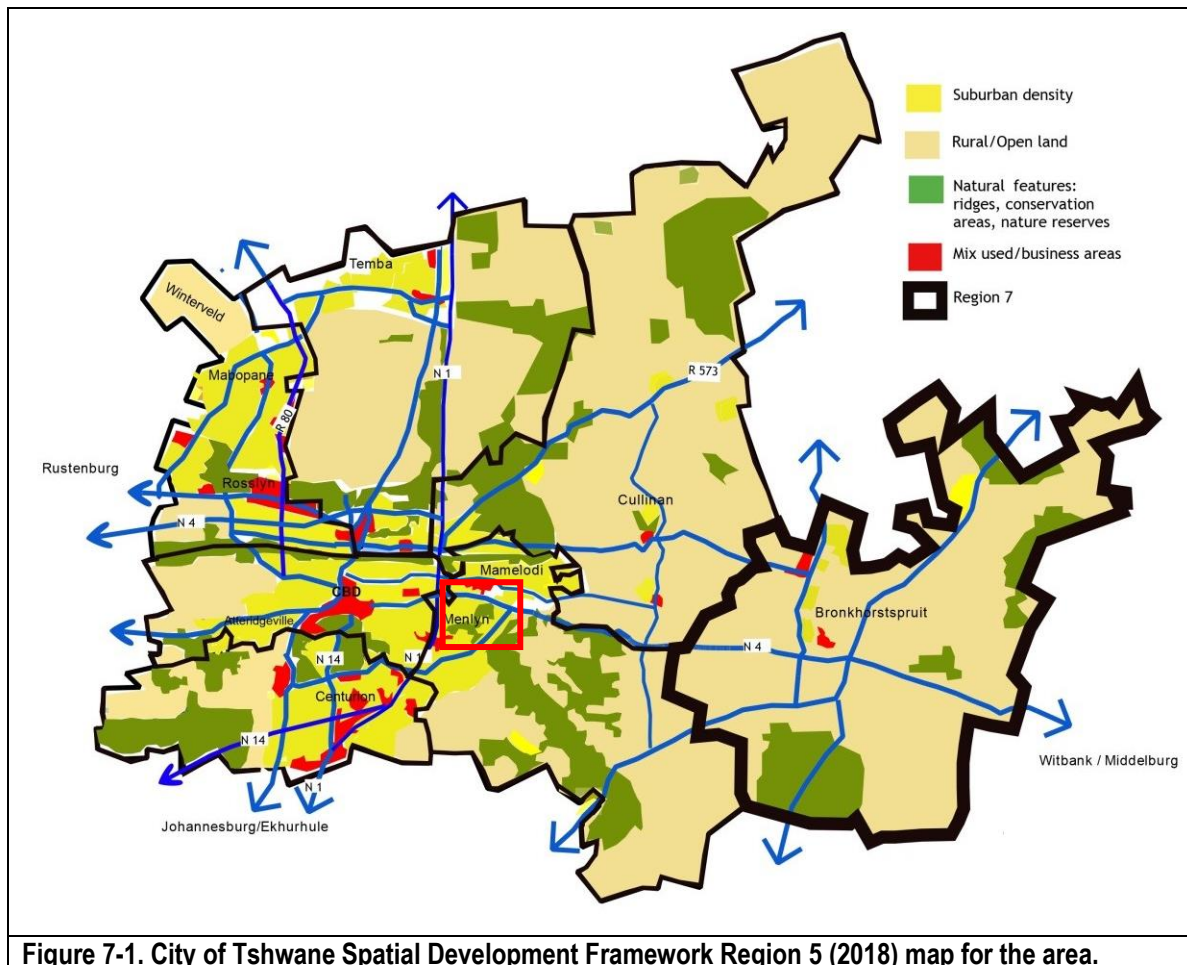 Suburban density
Rural/Open land
Natural features:
ridges, conservation
areas, nature reserves
Mix used/business areas
Region 7
Temba
Winterveld
Mabopane
N 1
R 573
R 80
Rustenburg
Rosslyn
Cullinan
N 4
Mamelodi
CBD
Bronkhorstspruit
Atteridgeville
Menlyn
N 14
N 1
N 4
Centurion
N 14
Witbank / Middelburg
N 1
Johannesburg/Ekhurhule
Figure 7-1. City of Tshwane Spatial Development Framework Region 5 (2018) map for the area.